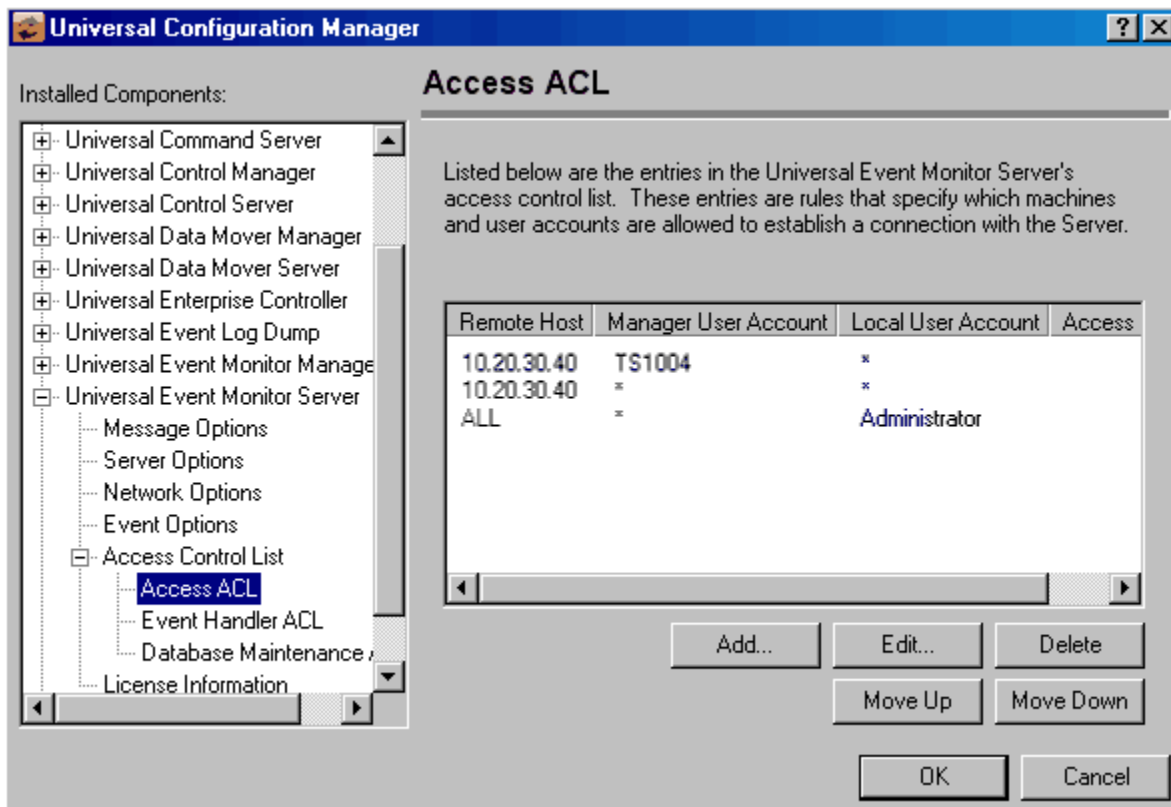 Universal Configuration Manager
Installed Components:
Universal Command Server
Universal Control Manager
Universal Control Server
Universal Data Mover Manager
Universal Data Mover Server
Universal Enterprise Controller
Universal Event Log Dump
Universal Event Monitor Manage
Universal Event Monitor Server
Message Options
Server Options
Network Options
Event Options
Access Control List
Access ACL
Event Handler ACL
Database Maintenance
License Information
Access ACL
Listed below are the entries in the Universal Event Monitor Server's
access control list. These entries are rules that specify which machines
and user accounts are allowed to establish a connection with the Server.
Remote Host Manager User Account Local User Account Access
10.20.30.40 TS1004 *
10.20.30.40 * *
ALL * Administrator
Add... Edit... Delete
Move Up Move Down
OK Cancel